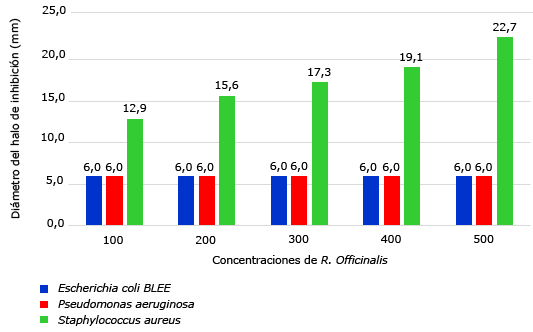 25,0
20,0
15,0
10,0
5,0
0,0
Diámetro del halo de inhibición (mm)
6,0 6,0 12,9
6,0 6,0 15,6
6,0 6,0 17,3
6,0 6,0 19,1
6,0 6,0 22,7
100 200 300 400 500
Concentraciones de R. Officinalis
Escherichia coli BLEE
Pseudomonas aeruginosa
Staphylococcus aureus